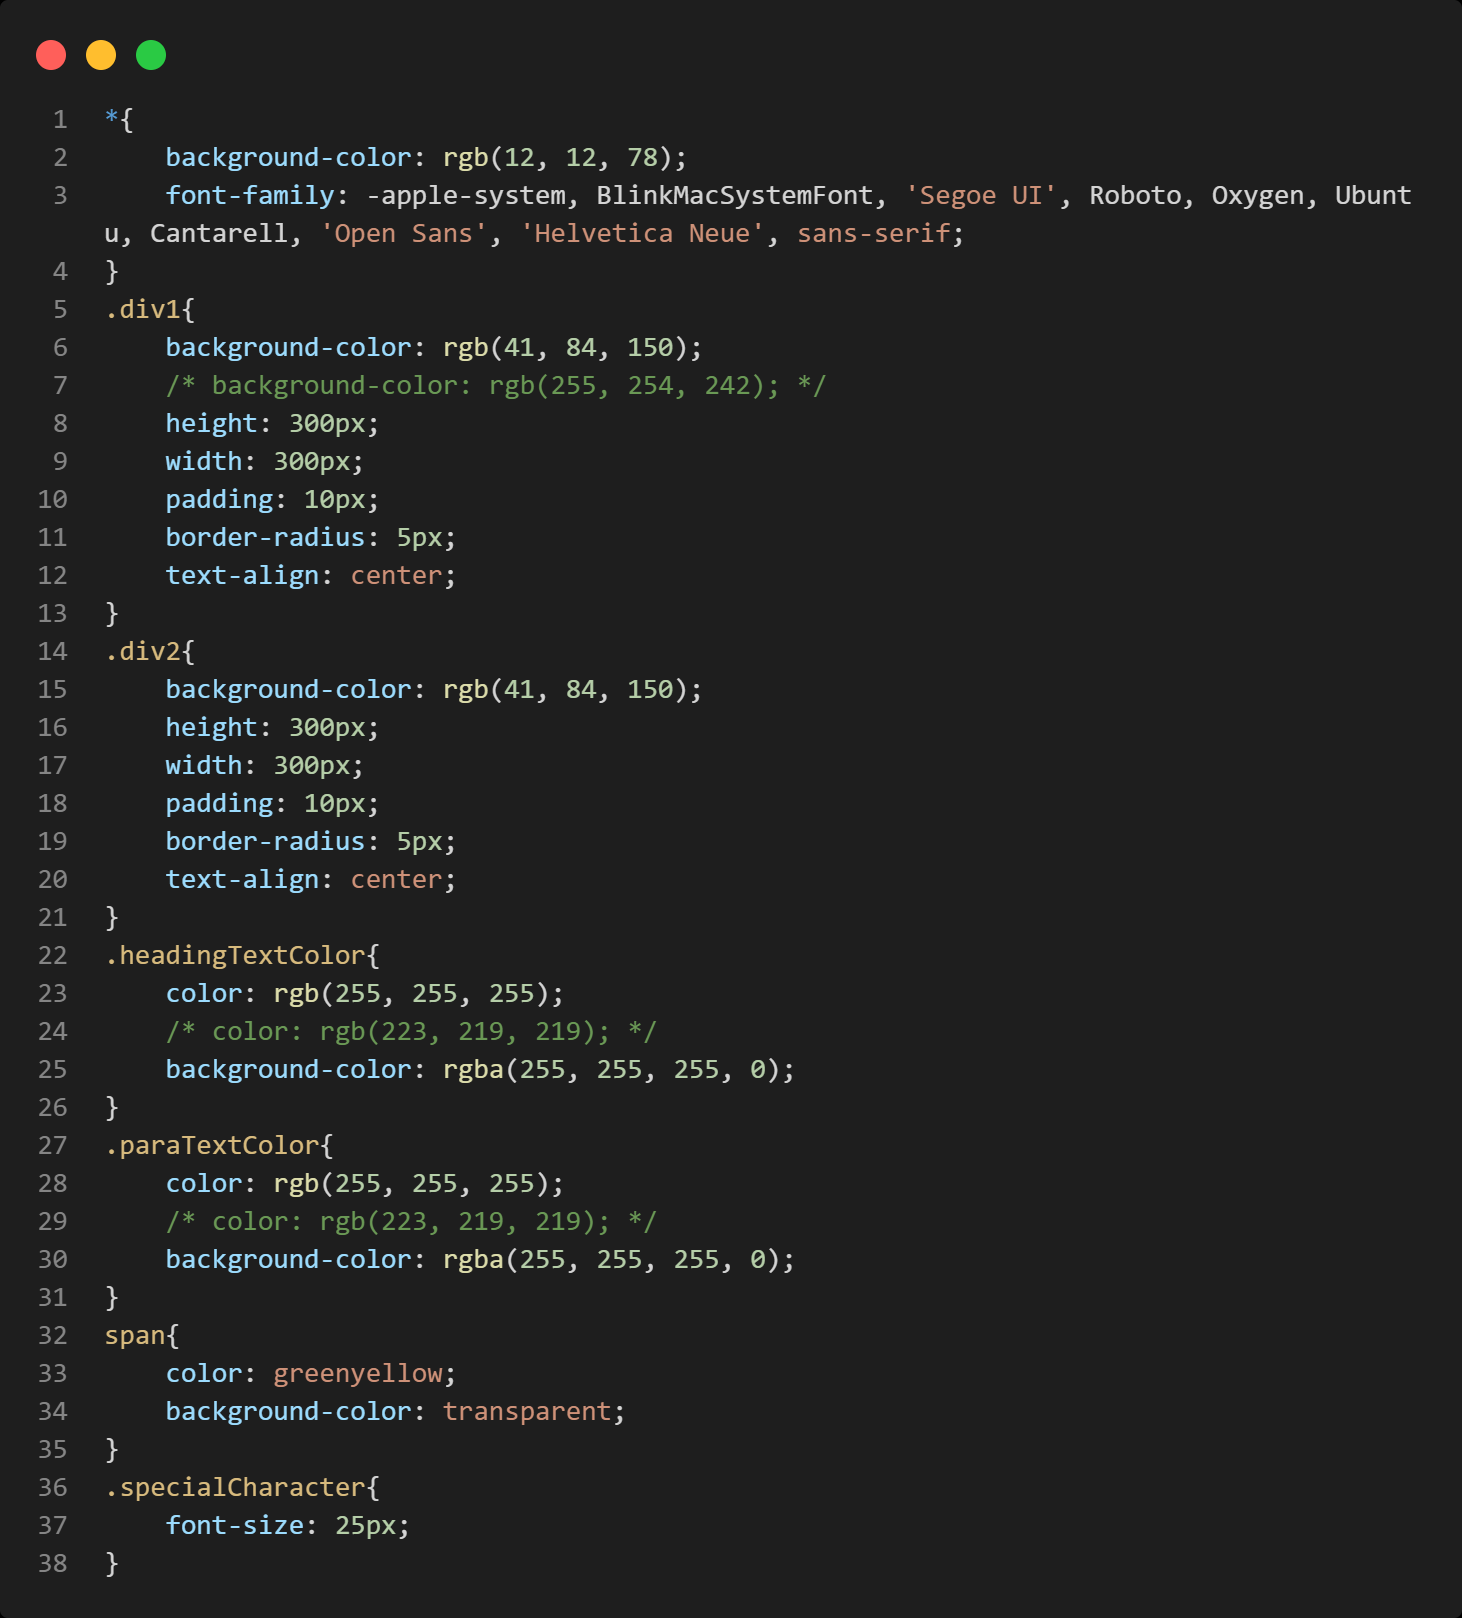 1 *{
2     background-color: rgb(12, 12, 78);
3     font-family: -apple-system, BlinkMacSystemFont, 'Segoe UI', Roboto, Oxygen, Ubunt
u, Cantarell, 'Open Sans', 'Helvetica Neue', sans-serif;
4 }
5 .div1{
6     background-color: rgb(41, 84, 150);
7     /* background-color: rgb(255, 254, 242); */
8     height: 300px;
9     width: 300px;
10     padding: 10px;
11     border-radius: 5px;
12     text-align: center;
13 }
14 .div2{
15     background-color: rgb(41, 84, 150);
16     height: 300px;
17     width: 300px;
18     padding: 10px;
19     border-radius: 5px;
20     text-align: center;
21 }
22 .headingTextColor{
23     color: rgb(255, 255, 255);
24     /* color: rgb(223, 219, 219); */
25     background-color: rgba(255, 255, 255, 0);
26 }
27 .paraTextColor{
28     color: rgb(255, 255, 255);
29     /* color: rgb(223, 219, 219); */
30     background-color: rgba(255, 255, 255, 0);
31 }
32 span{
33     color: greenyellow;
34     background-color: transparent;
35 }
36 .specialCharacter{
37     font-size: 25px;
38 }